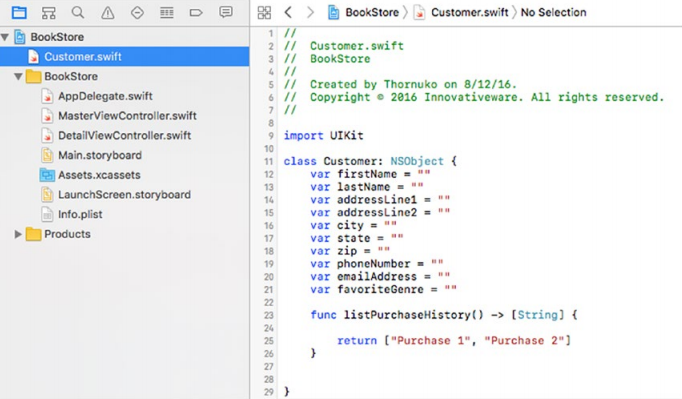 BookStore
Customer.swift
BookStore
AppDelegate.swift
MasterViewController.swift
DetailViewController.swift
Main.storyboard
Assets.xcassets
LaunchScreen.storyboard
Info.plist
Products
BookStore 〉 Customer.swift 〉 No Selection
1 //
2 // Customer.swift
3 // BookStore
4 //
5 // Created by Thornuko on 8/12/16.
6 // Copyright © 2016 Innovativeware. All rights reserved.
7 //
8
9 import UIKit
10
11 class Customer: NSObject {
12 var firstName = ""
13 var lastName = ""
14 var addressLine1 = ""
15 var addressLine2 = ""
16 var city = ""
17 var state = ""
18 var zip = ""
19 var phoneNumber = ""
20 var emailAddress = ""
21 var favoriteGenre = ""
22
23 func listPurchaseHistory() -> [String] {
24
25 return ["Purchase 1", "Purchase 2"]
26 }
27
28
29 }